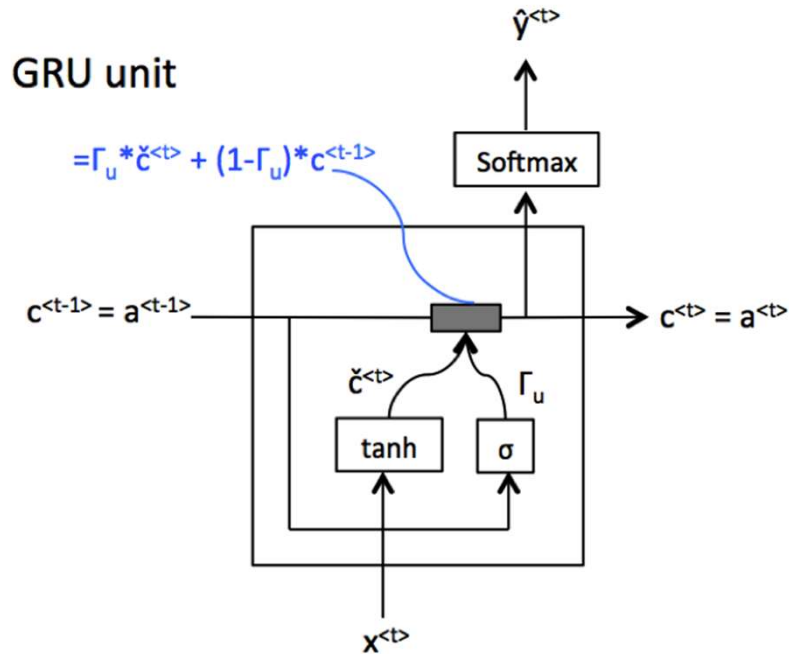 ŷ<t>
GRU unit
=Γu*č<t> + (1-Γu)*c<t-1>
Softmax
c<t-1> = a<t-1>
c<t> = a<t>
č<t>
Γu
tanh
σ
x<t>